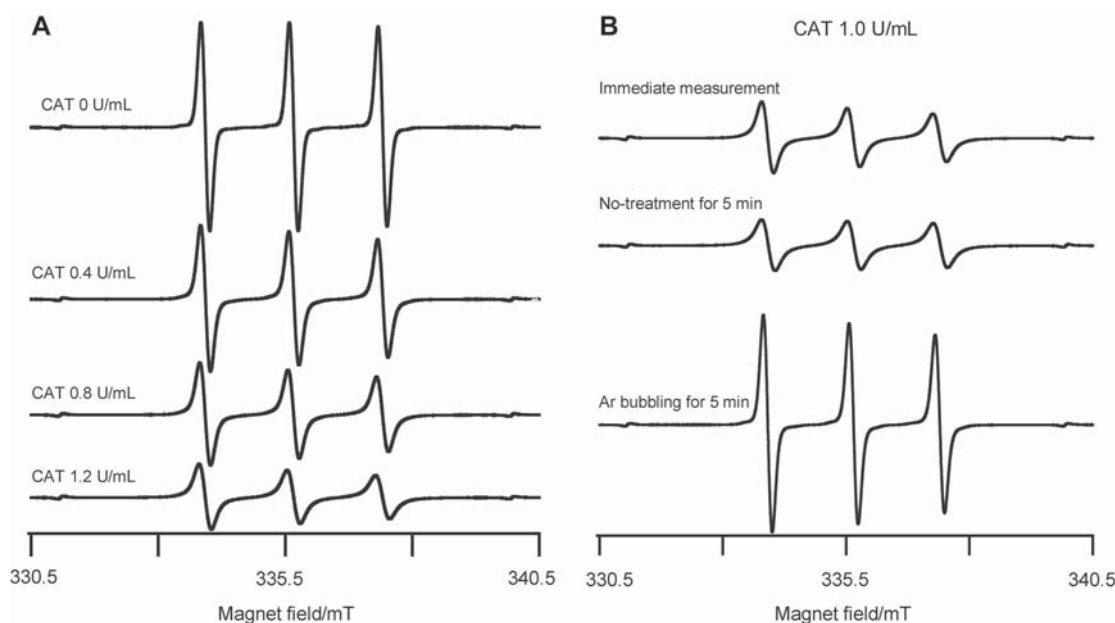 A
CAT 0 U/mL
CAT 0.4 U/mL
CAT 0.8 U/mL
CAT 1.2 U/mL
330.5 335.5 340.5
Magnet field/mT
B
CAT 1.0 U/mL
Immediate measurement
No-treatment for 5 min
Ar bubbling for 5 min
330.5 335.5 340.5
Magnet field/mT